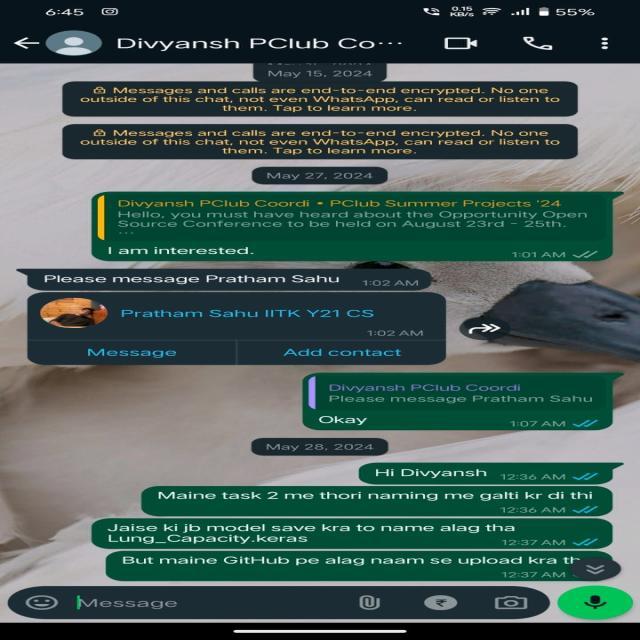 6:45
0.15 KB/s
55%
Divyansh PClub Co...
May 15, 2024
Messages and calls are end-to-end encrypted. No one
outside of this chat, not even WhatsApp, can read or listen to
them. Tap to learn more.
Messages and calls are end-to-end encrypted. No one
outside of this chat, not even WhatsApp, can read or listen to
them. Tap to learn more.
May 27, 2024
Divyansh PClub Coordi • PClub Summer Projects '24
Hello, you must have heard about the Opportunity Open
Source Conference to be held on August 23rd - 25th.
...
I am interested.
1:01 AM
Please message Pratham Sahu 1:02 AM
Pratham Sahu IITK Y21 CS
1:02 AM
Message Add contact
Divyansh PClub Coordi
Please message Pratham Sahu
Okay 1:07 AM
May 28, 2024
Hi Divyansh 12:36 AM
Maine task 2 me thori naming me galti kr di thi
12:36 AM
Jaise ki jb model save kra to name alag tha
Lung_Capacity.keras 12:37 AM
But maine GitHub pe alag naam se upload kra
12:37 AM
Message